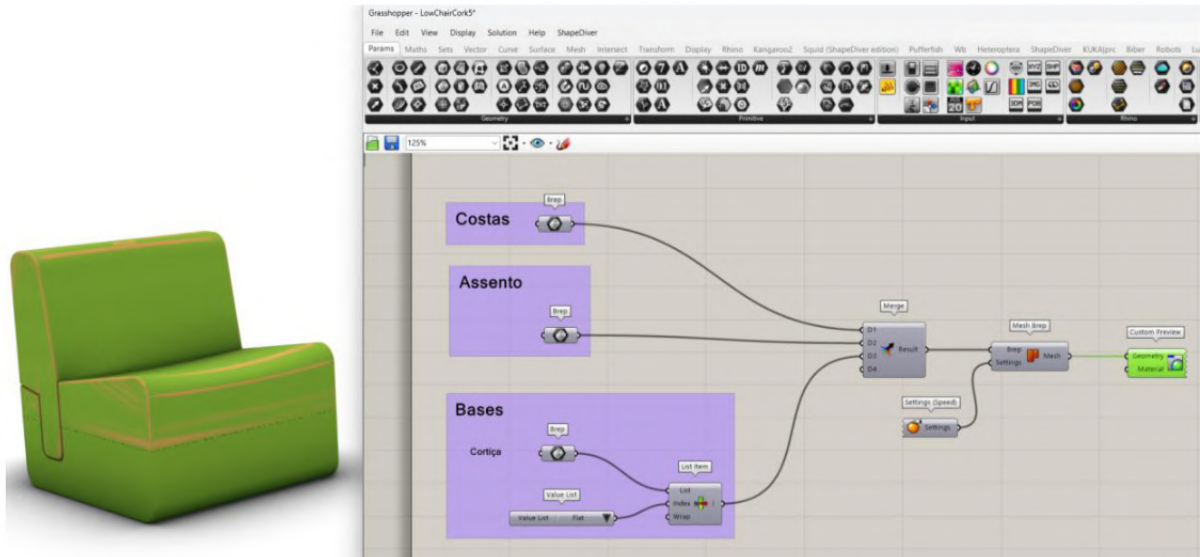 Grasshopper - LowChairCork5*
File Edit View Display Solution Help ShapeDiver
Params Maths Sets Vector Curve Surface Mesh Intersect Transform Display Rhino Kangaroo2 Squid (ShapeDiver edition) Pufferfish Wb Heteroptera ShapeDiver KUKA|prc Biber Robots
Geometry Primitive Input Rhino
125%
Brep
Costas
Assento
Brep
Merge
D1
D2 Result
D3
D4
Mesh Brep
Brep Mesh
Settings
Custom Preview
Geometry
Material
Settings (Speed)
Settings
Bases
Brep
Cortiça
List Item
List
Index i
Wrap
Value List
Value List Flat